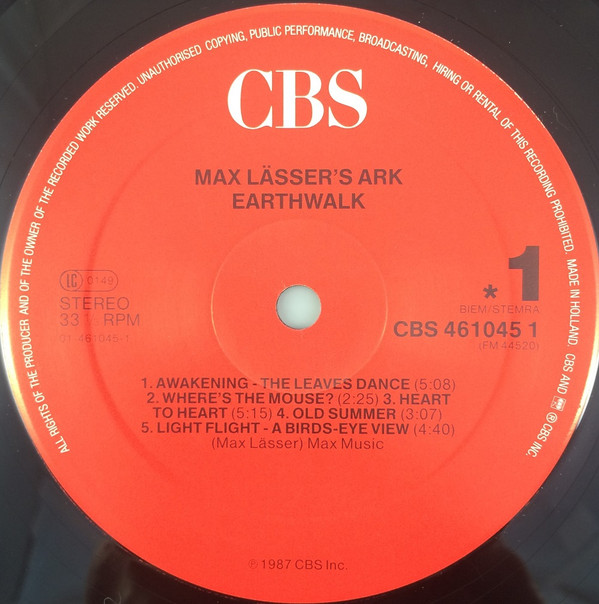 ALL RIGHTS OF THE PRODUCER AND OF THE OWNER OF THE RECORDED WORK RESERVED. UNAUTHORISED COPYING, PUBLIC PERFORMANCE, BROADCASTING, HIRING OR RENTAL OF THIS RECORDING PROHIBITED. MADE IN HOLLAND. CBS AND ℗ CBS INC.
CBS
MAX LÄSSER'S ARK
EARTHWALK
LC 0149
STEREO
33 RPM
01-461045-1
* 1
BIEM/STEMRA
CBS 461045 1
(FM 44520)
1. AWAKENING - THE LEAVES DANCE (5:08)
2. WHERE'S THE MOUSE? (2:25) 3. HEART
TO HEART (5:15) 4. OLD SUMMER (3:07)
5. LIGHT FLIGHT - A BIRDS-EYE VIEW (4:40)
(Max Lässer) Max Music
℗ 1987 CBS Inc.